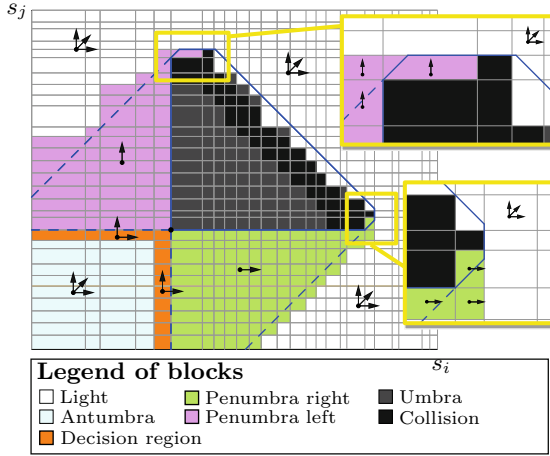 s_j
s_i
Legend of blocks
Light
Penumbra right
Umbra
Antumbra
Penumbra left
Collision
Decision region